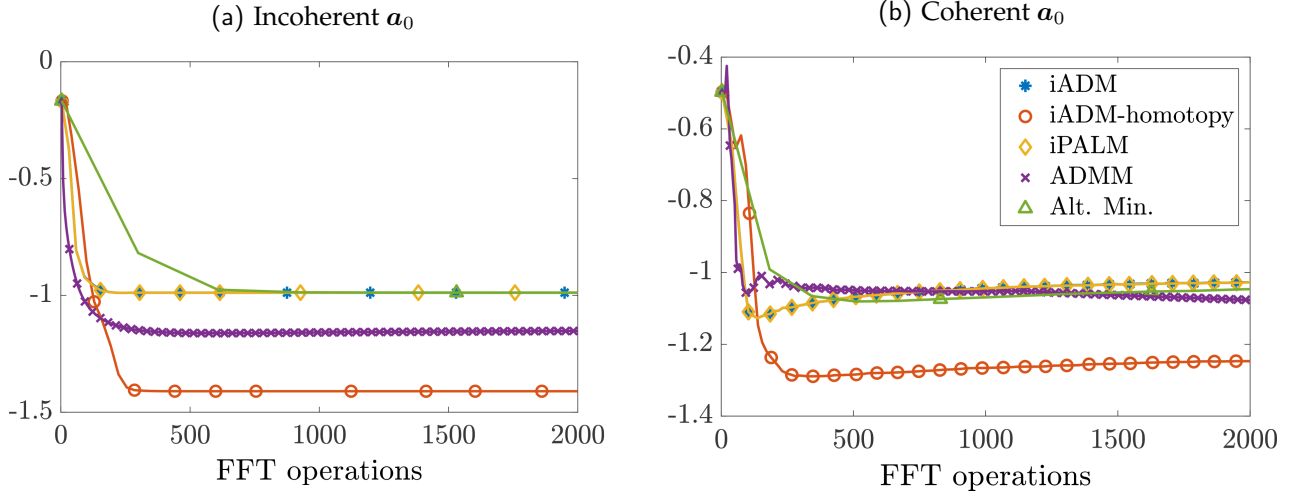 (a) Incoherent a₀
0
-0.5
-1
-1.5
0 500 1000 1500 2000
FFT operations
(b) Coherent a₀
-0.4
-0.6
-0.8
-1
-1.2
-1.4
0 500 1000 1500 2000
FFT operations
iADM
iADM-homotopy
iPALM
ADMM
Alt. Min.